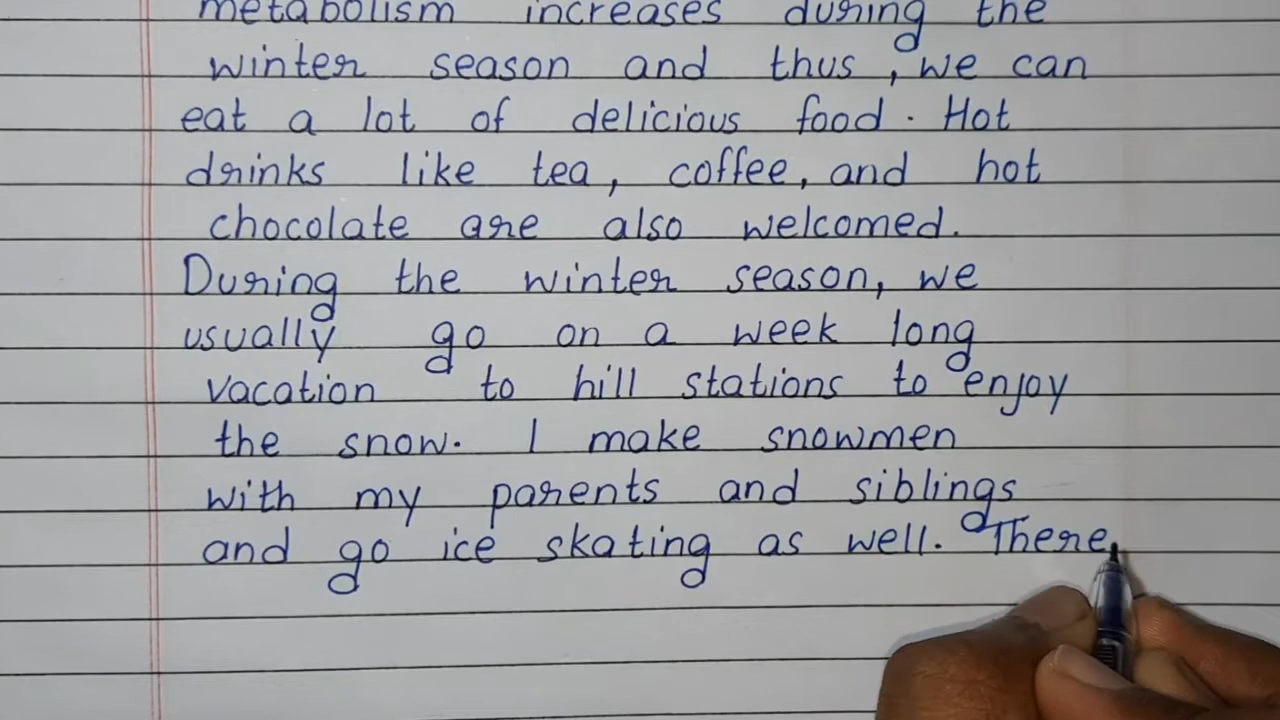 metabolism increases during the
winter season and thus, we can
eat a lot of delicious food. Hot
drinks like tea, coffee, and hot
chocolate are also welcomed.
During the winter season, we
usually go on a week long
vacation to hill stations to enjoy
the snow. I make snowmen
with my parents and siblings
and go ice skating as well. There